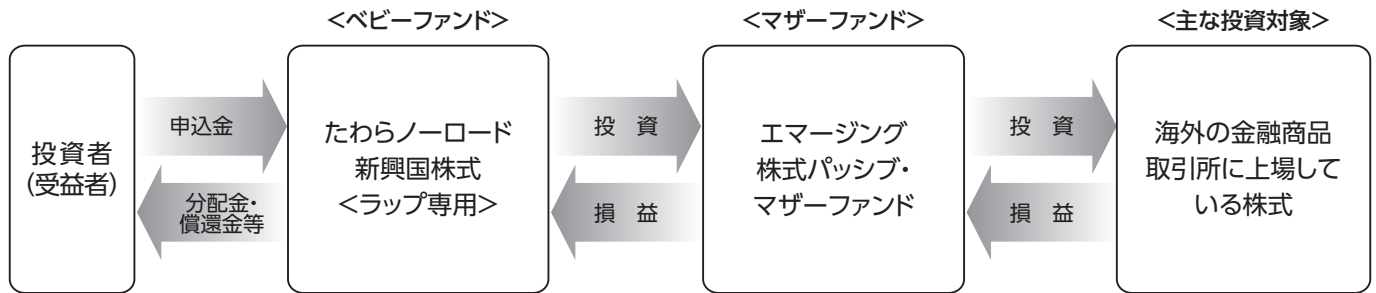 <ベビーファンド>
<マザーファンド>
<主な投資対象>
投資者
(受益者)
申込金
分配金・
償還金等
たわらノーロード
新興国株式
<ラップ専用>
投 資
損 益
エマージング
株式パッシブ・
マザーファンド
投 資
損 益
海外の金融商品
取引所に上場して
いる株式